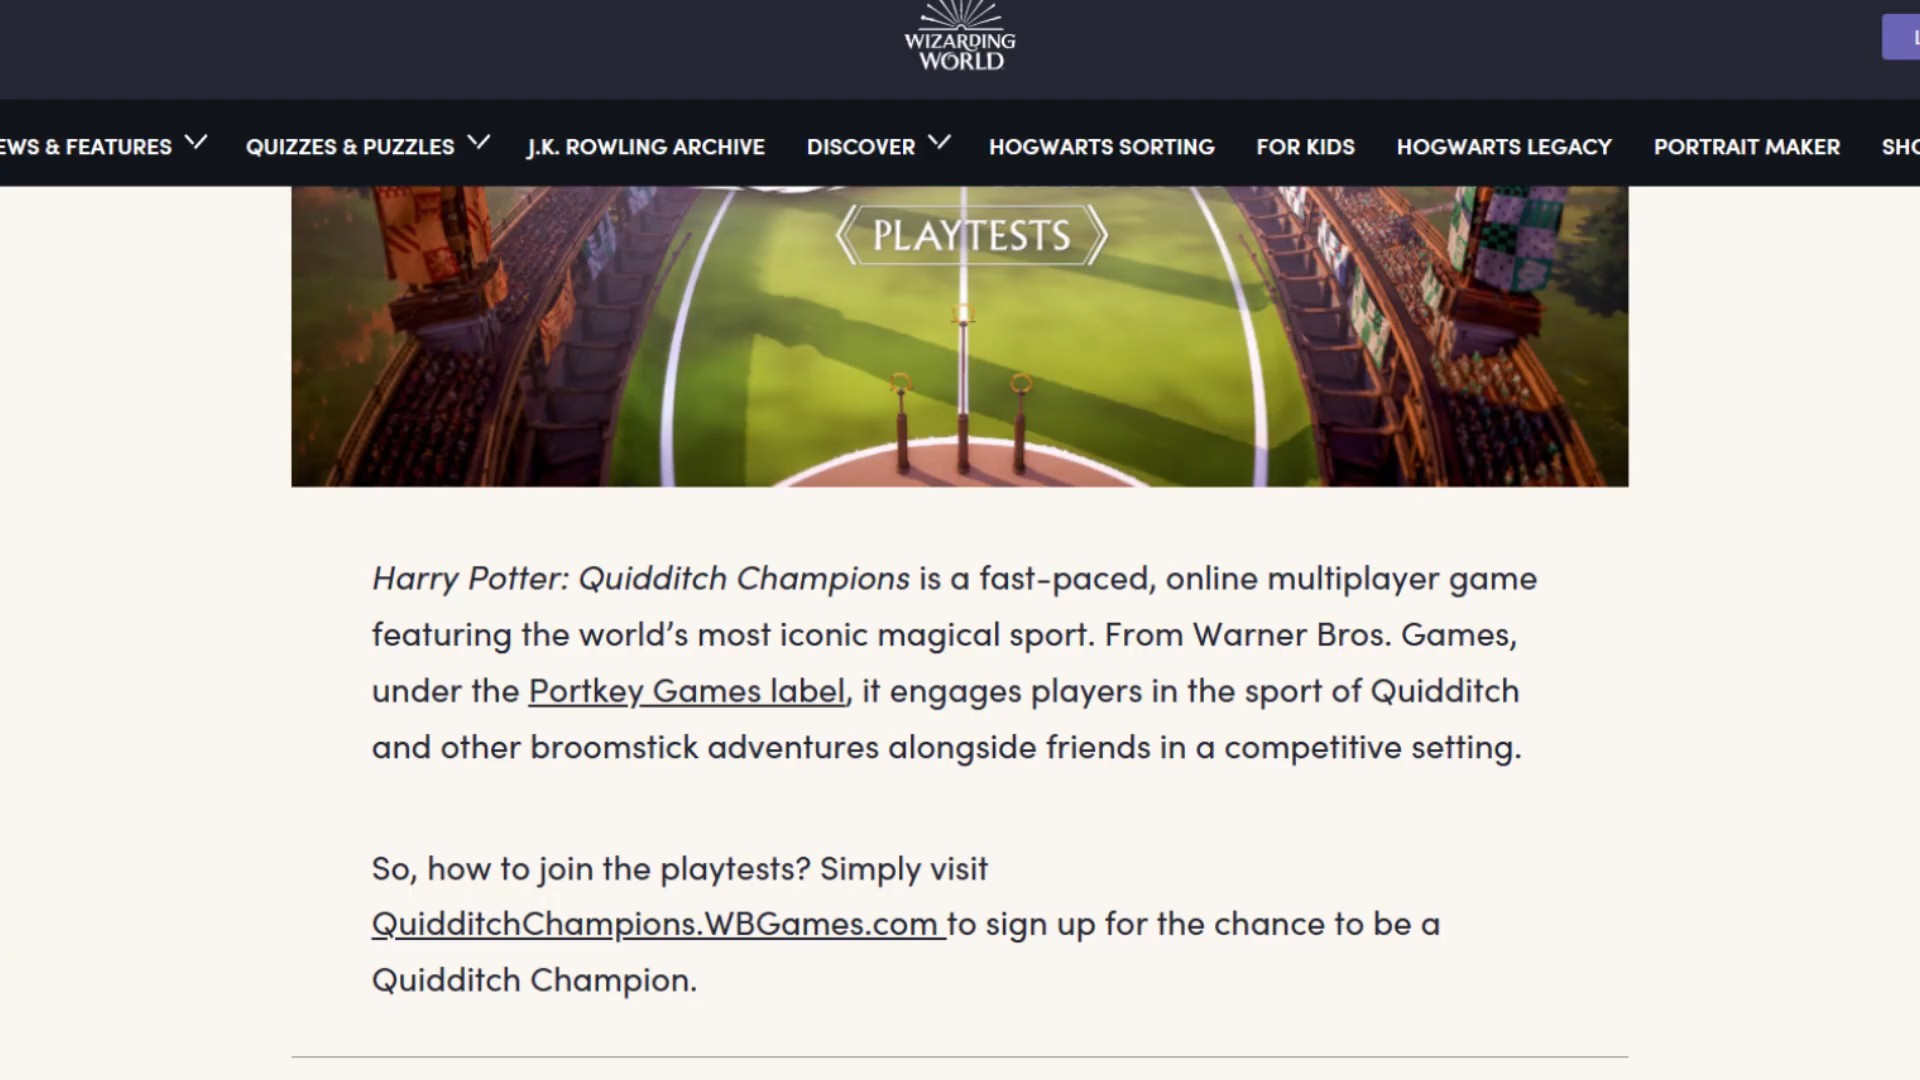 WIZARDING
WORLD
EWS & FEATURES QUIZZES & PUZZLES J.K. ROWLING ARCHIVE DISCOVER HOGWARTS SORTING FOR KIDS HOGWARTS LEGACY PORTRAIT MAKER SHO
PLAYTESTS
Harry Potter: Quidditch Champions is a fast-paced, online multiplayer game
featuring the world’s most iconic magical sport. From Warner Bros. Games,
under the Portkey Games label, it engages players in the sport of Quidditch
and other broomstick adventures alongside friends in a competitive setting.
So, how to join the playtests? Simply visit
QuidditchChampions.WBGames.com to sign up for the chance to be a
Quidditch Champion.